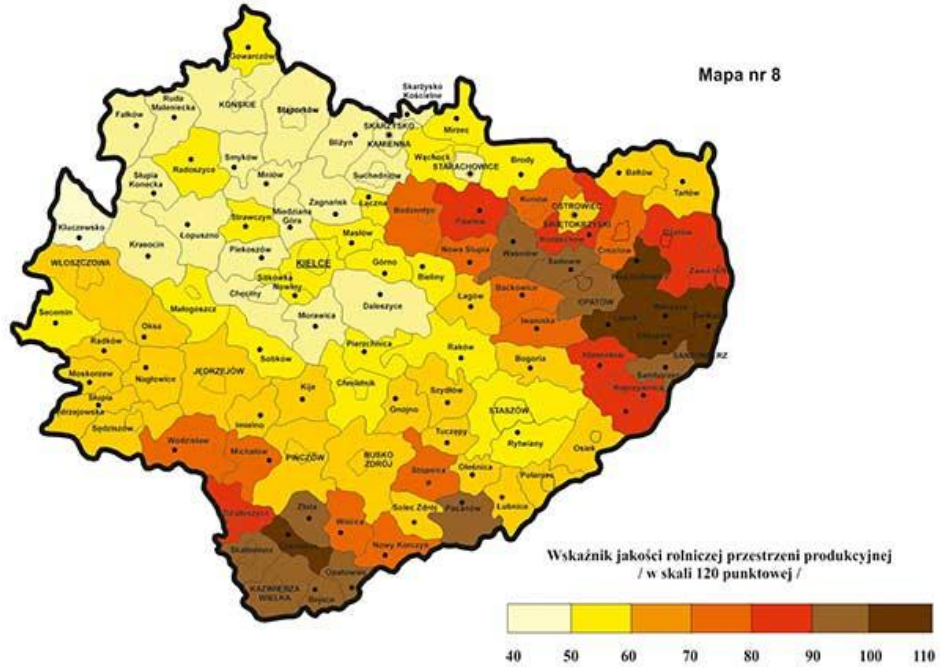 Mapa nr 8
Gowarczów
Skarżysko
Kościelne
Ruda
Maleniecka
KOŃSKIE
Stąporków
Fałków
SKARŻYSKO
KAMIENNA
Mirzec
Bliżyn
Wąchock
Brody
STARACHOWICE
Bałtów
Tarłów
Radoszyce
Smyków
Słupia
Konecka
Mniów
Suchedniów
Zagnańsk
Łączna
Bodzentyn
Pawłów
Kunów
OSTROWIEC
ŚWIĘTOKRZYSKI
Kluczewsko
Krasocin
Łopuszno
Strawczyn
Miedziana
Góra
Masłów
Piekoszów
KIELCE
Górno
Bieliny
Nowa Słupia
Waśniów
Sadowie
Ćmielów
Ożarów
WŁOSZCZOWA
Sitkówka
Nowiny
Chęciny
Morawica
Daleszyce
Łagów
Baćkowice
OPATÓW
Iwaniska
Lipnik
Secemin
Małogoszcz
Oksa
Radków
Sobków
Pierzchnica
Raków
Bogoria
Klimontów
Moskorzew
Nagłowice
JĘDRZEJÓW
Kije
Chmielnik
Szydłów
Słupia
Gnojno
STASZÓW
Sędziszów
Imielno
Rytwiany
Osiek
Tuczępy
Wodzisław
Michałów
PIŃCZÓW
BUSKO
ZDRÓJ
Stopnica
Oleśnica
Połaniec
Łubnice
Działoszyce
Złota
Wiślica
Solec Zdrój
Pacanów
Nowy Korczyn
Skalbmierz
Opatowiec
KAZIMIERZA
WIELKA
Bejsce
Wskaźnik jakości rolniczej przestrzeni produkcyjnej
/ w skali 120 punktowej /
40 50 60 70 80 90 100 110